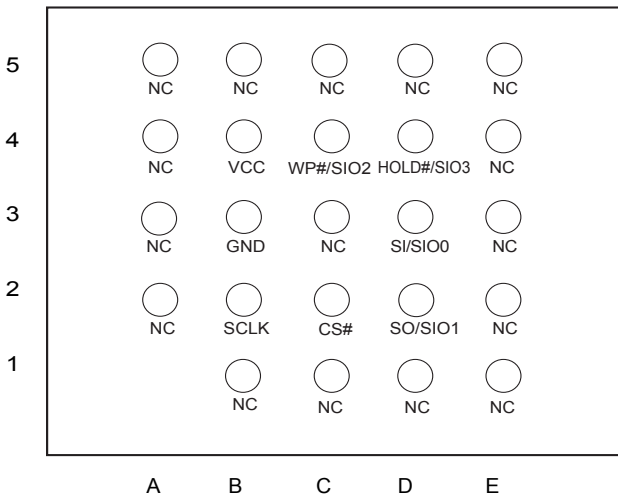 5
NC NC NC NC NC
4
NC VCC WP#/SIO2 HOLD#/SIO3 NC
3
NC GND NC SI/SIO0 NC
2
NC SCLK CS# SO/SIO1 NC
1
NC NC NC NC
A B C D E